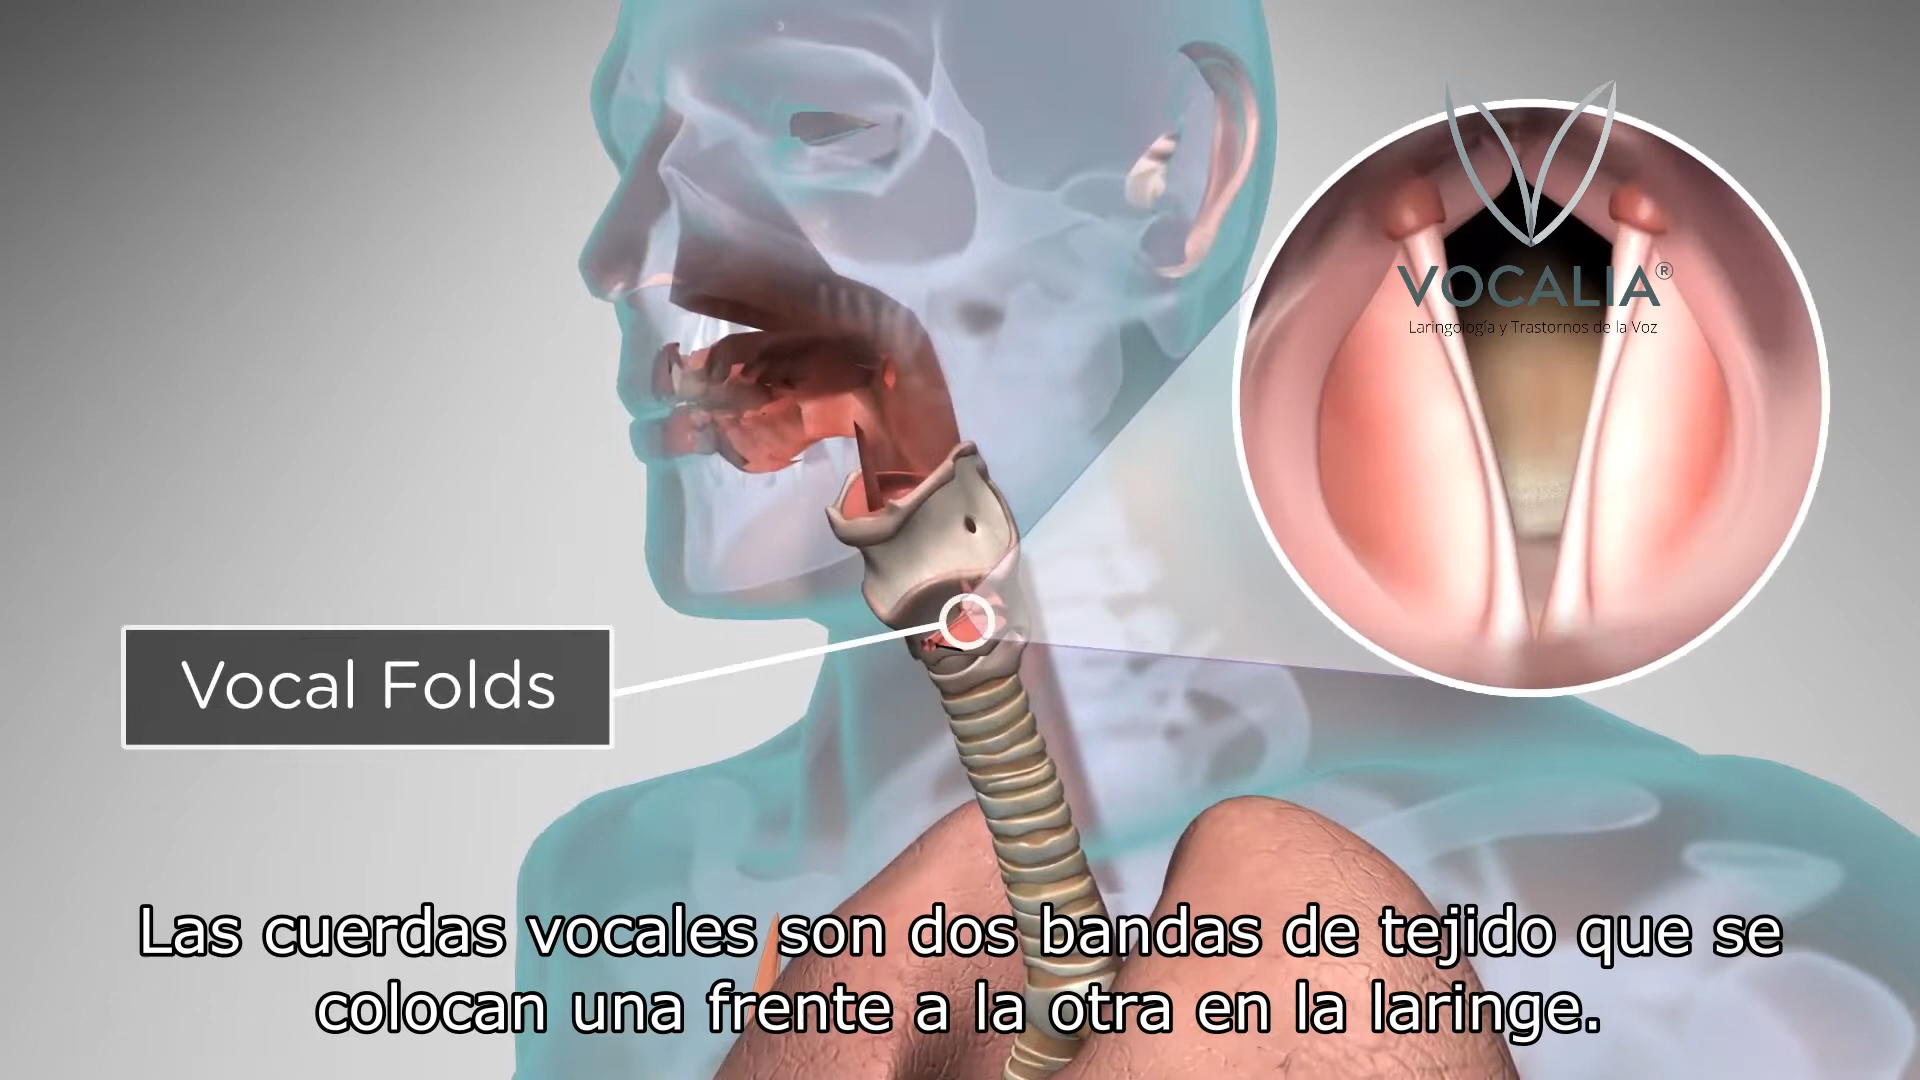 VOCALIA®
Laringología y Trastornos de la Voz
Vocal Folds
Las cuerdas vocales son dos bandas de tejido que se
colocan una frente a la otra en la laringe.